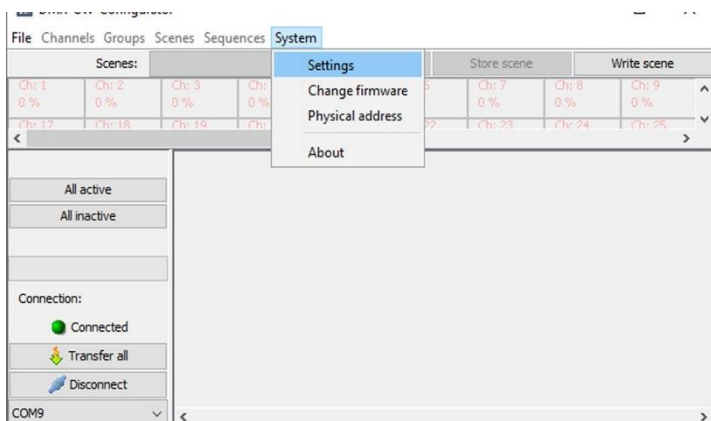 File Channels Groups Scenes Sequences System
Scenes:
Settings
Store scene
Write scene
Ch: 1
Ch: 2
Ch: 3
Ch:
Ch: 7
Ch: 8
Ch: 9
0 %
0 %
0 %
0 %
0 %
0 %
0 %
Change firmware
Physical address
Ch: 17
Ch: 18
Ch: 19
Ch:
22
Ch: 23
Ch: 24
Ch: 25
About
All active
All inactive
Connection:
Connected
Transfer all
Disconnect
COM9